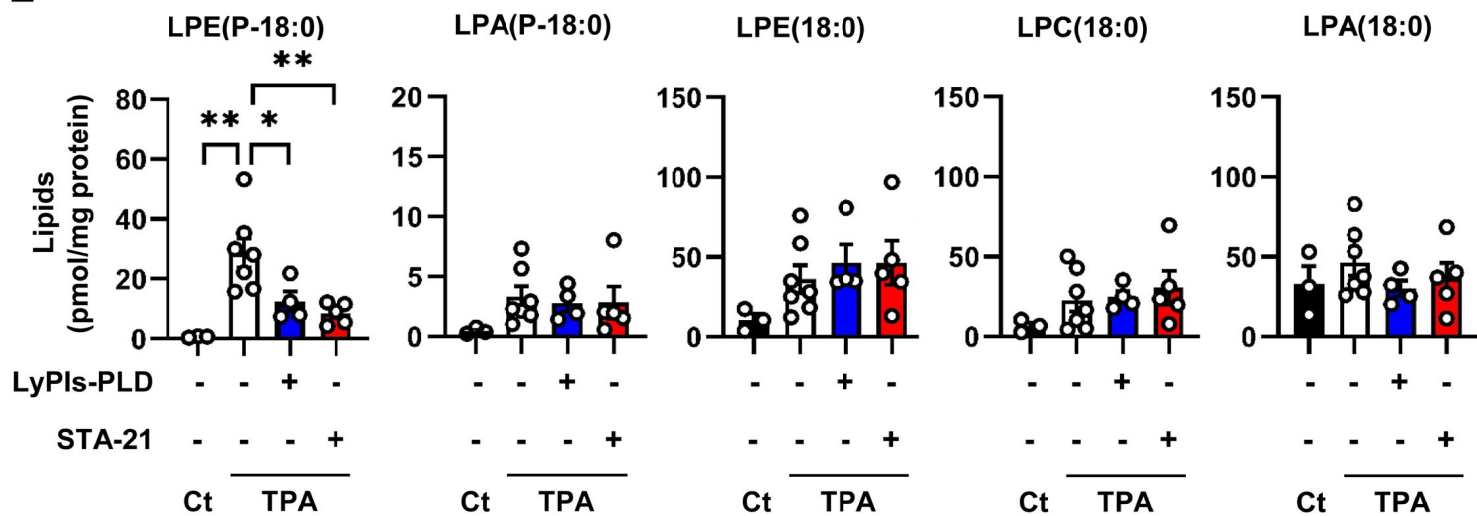 LPE(P-18:0) LPA(P-18:0) LPE(18:0) LPC(18:0) LPA(18:0)
**
** *
Lipids
(pmol/mg protein)
80 20 150 150 150
60 15 100 100 100
40 10 50 50 50
20 5 0 0 0
0 0
LyPls-PLD - - + - - - + - - - + - - - + - - - + -
STA-21 - - - + - - - + - - - + - - - + - - - +
Ct TPA Ct TPA Ct TPA Ct TPA Ct TPA